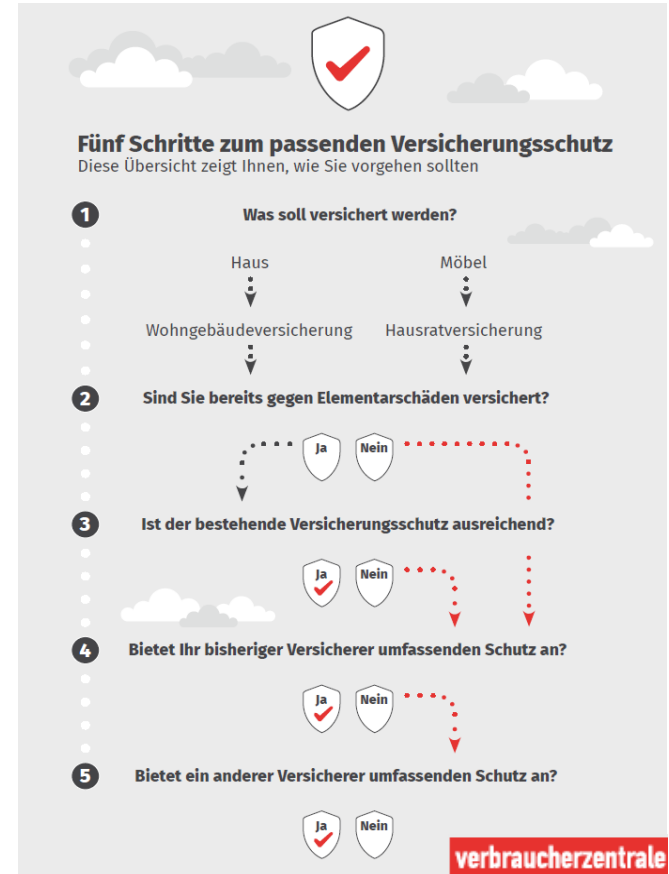 Fünf Schritte zum passenden Versicherungsschutz
Diese Übersicht zeigt Ihnen, wie Sie vorgehen sollten
1 Was soll versichert werden?
Haus Möbel
Wohngebäudeversicherung Hausratversicherung
2 Sind Sie bereits gegen Elementarschäden versichert?
Ja Nein
3 Ist der bestehende Versicherungsschutz ausreichend?
Ja Nein
4 Bietet Ihr bisheriger Versicherer umfassenden Schutz an?
Ja Nein
5 Bietet ein anderer Versicherer umfassenden Schutz an?
Ja Nein
verbraucherzentrale